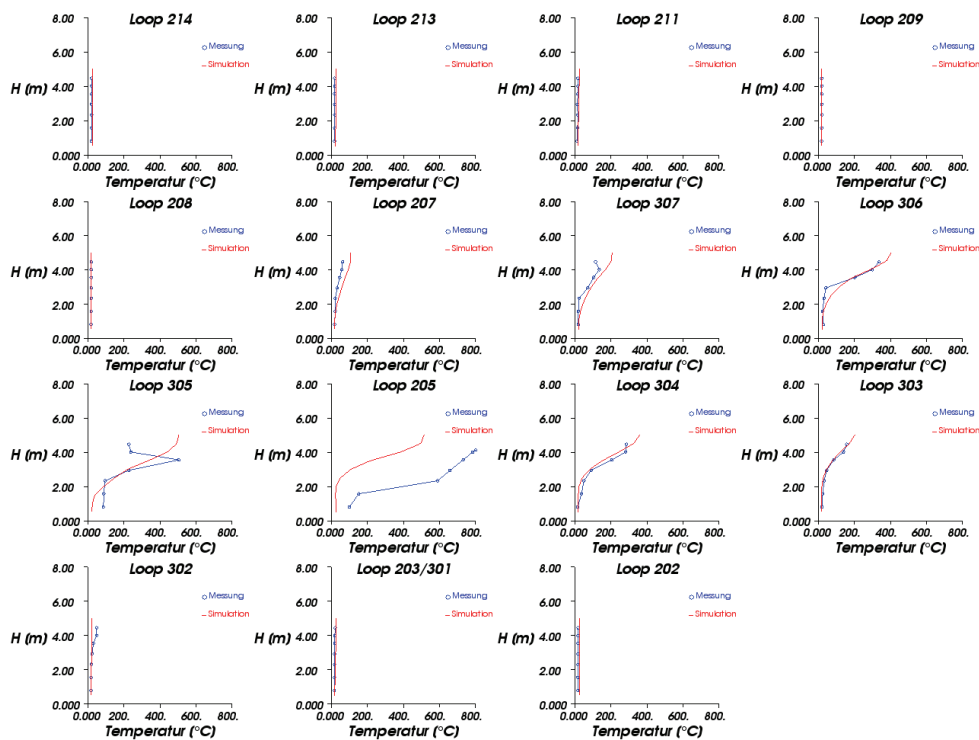 Loop 214
8.00
Messung
6.00
Simulation
H (m)
4.00
2.00
0.000
0.000 200. 400. 600. 800.
Temperatur (°C)
Loop 213
8.00
Messung
6.00
Simulation
H (m)
4.00
2.00
0.000
0.000 200. 400. 600. 800.
Temperatur (°C)
Loop 211
8.00
Messung
6.00
Simulation
H (m)
4.00
2.00
0.000
0.000 200. 400. 600. 800.
Temperatur (°C)
Loop 209
8.00
Messung
6.00
Simulation
H (m)
4.00
2.00
0.000
0.000 200. 400. 600. 800.
Temperatur (°C)
Loop 208
8.00
Messung
6.00
Simulation
H (m)
4.00
2.00
0.000
0.000 200. 400. 600. 800.
Temperatur (°C)
Loop 207
8.00
Messung
6.00
Simulation
H (m)
4.00
2.00
0.000
0.000 200. 400. 600. 800.
Temperatur (°C)
Loop 307
8.00
Messung
6.00
Simulation
H (m)
4.00
2.00
0.000
0.000 200. 400. 600. 800.
Temperatur (°C)
Loop 306
8.00
Messung
6.00
Simulation
H (m)
4.00
2.00
0.000
0.000 200. 400. 600. 800.
Temperatur (°C)
Loop 305
8.00
Messung
6.00
Simulation
H (m)
4.00
2.00
0.000
0.000 200. 400. 600. 800.
Temperatur (°C)
Loop 205
8.00
Messung
6.00
Simulation
H (m)
4.00
2.00
0.000
0.000 200. 400. 600. 800.
Temperatur (°C)
Loop 304
8.00
Messung
6.00
Simulation
H (m)
4.00
2.00
0.000
0.000 200. 400. 600. 800.
Temperatur (°C)
Loop 303
8.00
Messung
6.00
Simulation
H (m)
4.00
2.00
0.000
0.000 200. 400. 600. 800.
Temperatur (°C)
Loop 302
8.00
Messung
6.00
Simulation
H (m)
4.00
2.00
0.000
0.000 200. 400. 600. 800.
Temperatur (°C)
Loop 203/301
8.00
Messung
6.00
Simulation
H (m)
4.00
2.00
0.000
0.000 200. 400. 600. 800.
Temperatur (°C)
Loop 202
8.00
Messung
6.00
Simulation
H (m)
4.00
2.00
0.000
0.000 200. 400. 600. 800.
Temperatur (°C)